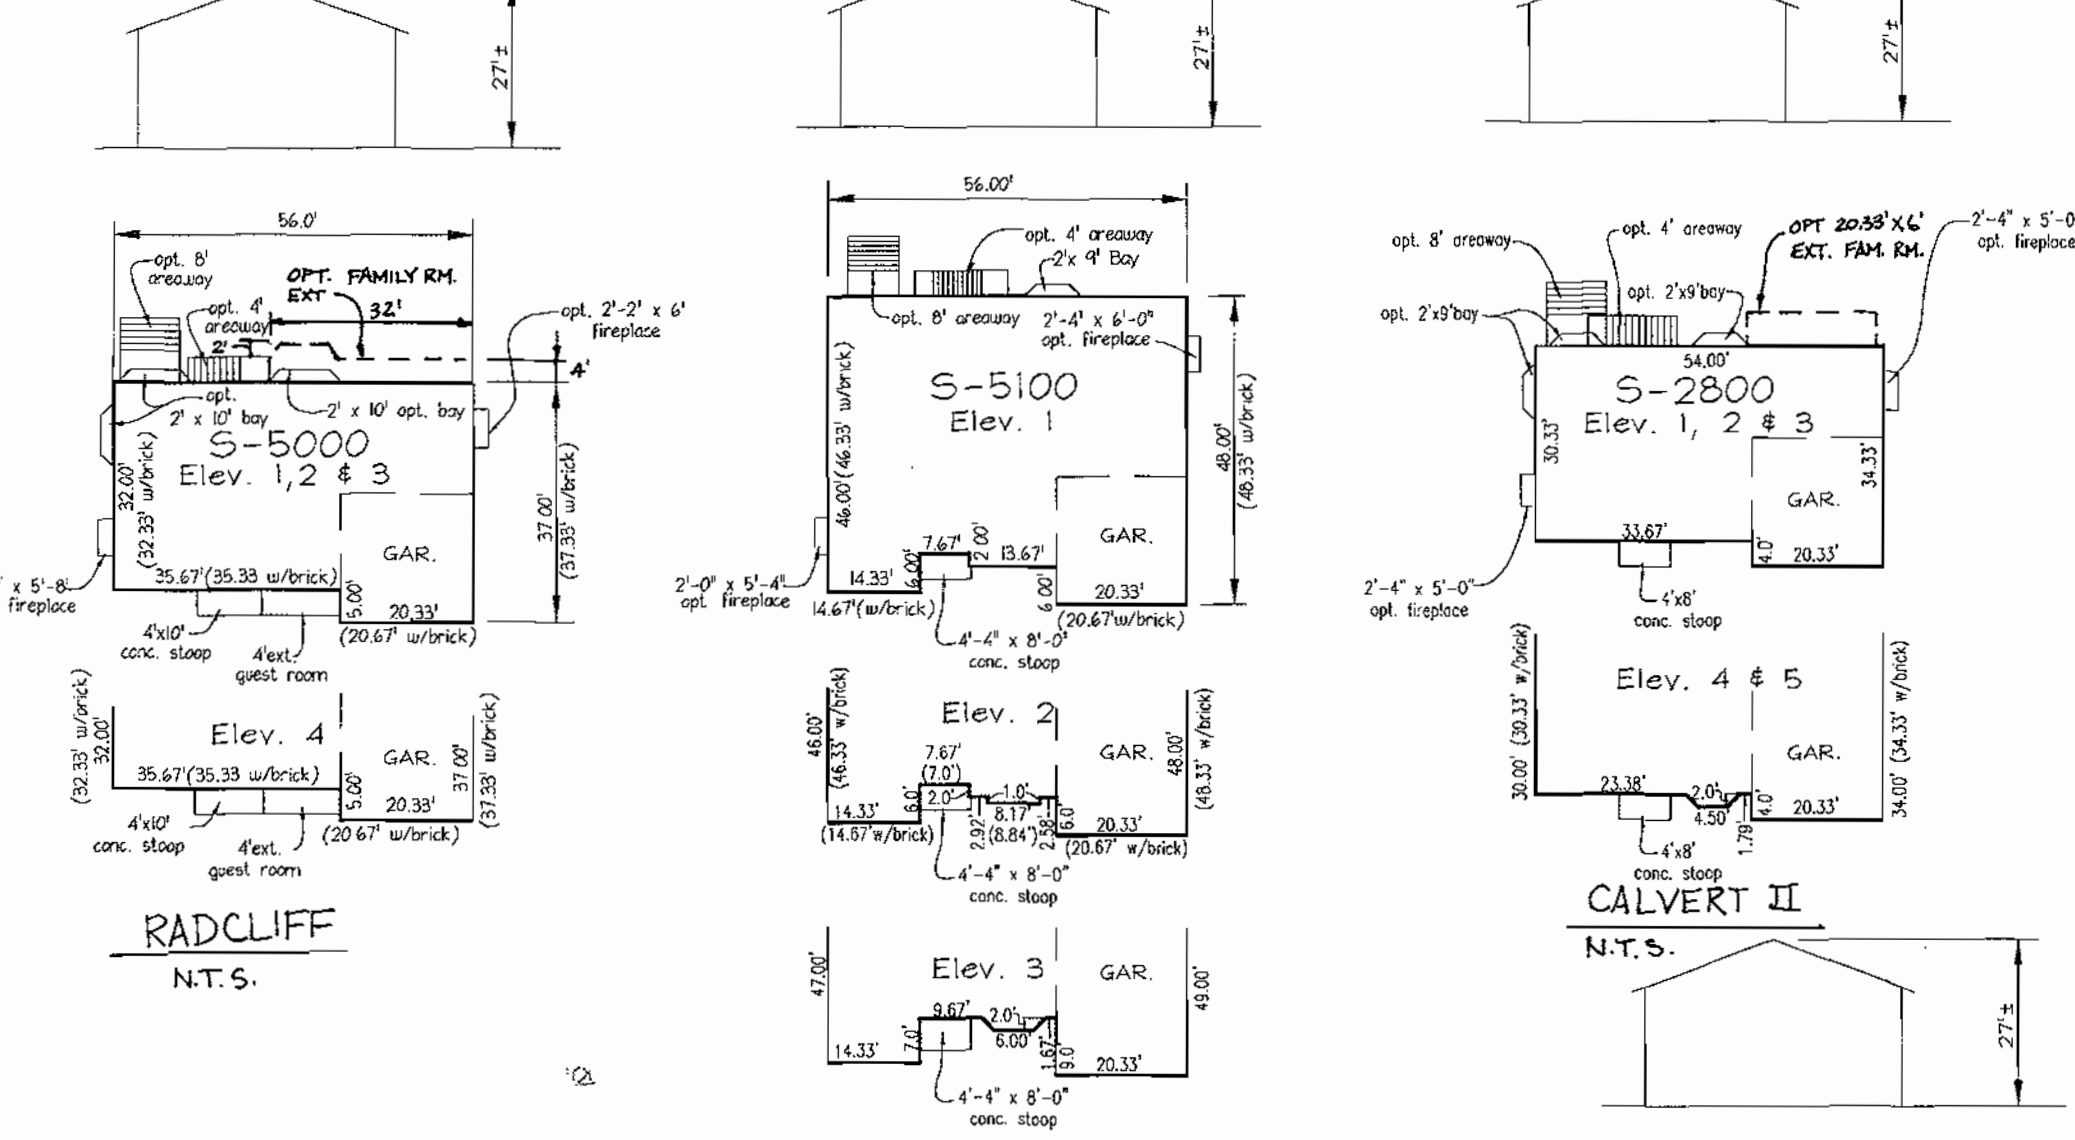 27'±
56.0'
opt. 8'
areaway
OPT. FAMILY RM.
EXT
32'
opt. 4'
areaway
2'
opt. 2'-2' x 6'
fireplase
4'
opt.
2' x 10' bay
2' x 10' opt. bay
S-5000
Elev. 1,2 & 3
32.00'
(32.33' w/brick)
37 00'
(37.33' w/brick)
GAR.
35.67'(35.33 w/brick)
5.00'
20.33'
(20.67' w/brick)
' x 5'-8'
fireplace
4'x10'
conc. stoop
4'ext.
guest room
(32.33' w/brick)
32.00'
Elev. 4
GAR.
37 00'
(37.33' w/brick)
35.67'(35.33 w/brick)
5.00'
20.33'
(20 67' w/brick)
4'x10'
conc. stoop
4'ext.
guest room
RADCLIFF
N.T.S.
27'±
56.00'
opt. 4' areaway
2'x 9' Bay
opt. 8' areaway
2'-4' x 6'-0"
opt. fireplace
46.00'(46.33' w/brick)
S-5100
Elev. 1
48.00'
(48.33' w/brick)
GAR.
7.67'
2 00'
13.67'
6.00'
14.33'
14.67'(w/brick)
6 00'
20.33'
(20.67'w/brick)
2'-0" x 5'-4"
opt fireplace
4'-4" x 8'-0"
conc. stoop
46.00'
(46.33' w/brick)
Elev. 2
7.67'
(7.0')
GAR.
48.00'
(48.33' w/brick)
6.0'
2.0'
1.0'
14.33'
(14.67'w/brick)
2.92'
8.17'
(8.84')
2.58'
6.0'
20.33'
(20.67' w/brick)
4'-4" x 8'-0"
conc. stoop
47.00'
Elev. 3
GAR.
49.00'
9.67'
2.0'
7.0'
6.00'
1.67'
9.0'
14.33'
20.33'
4'-4" x 8'-0"
conc. stoop
27'±
opt. 8' areaway
opt. 4' areaway
OPT 20.33' X 6'
EXT. FAM. RM.
2'-4" x 5'-0
opt. fireplace
opt. 2'x9'bay
opt. 2'x9'bay
54.00'
S-2800
Elev. 1, 2 & 3
30.33'
34.33'
GAR.
33.67'
4.0'
20.33'
2'-4" x 5'-0"
opt. fireplace
4'x8'
conc. stoop
30.00' (30.33' w/brick)
Elev. 4 & 5
GAR.
34.00' (34.33' w/brick)
23.38'
2.0'
4.50'
1.79'
4.0'
20.33'
4'x8'
conc. stoop
CALVERT II
N.T.S.
27'±